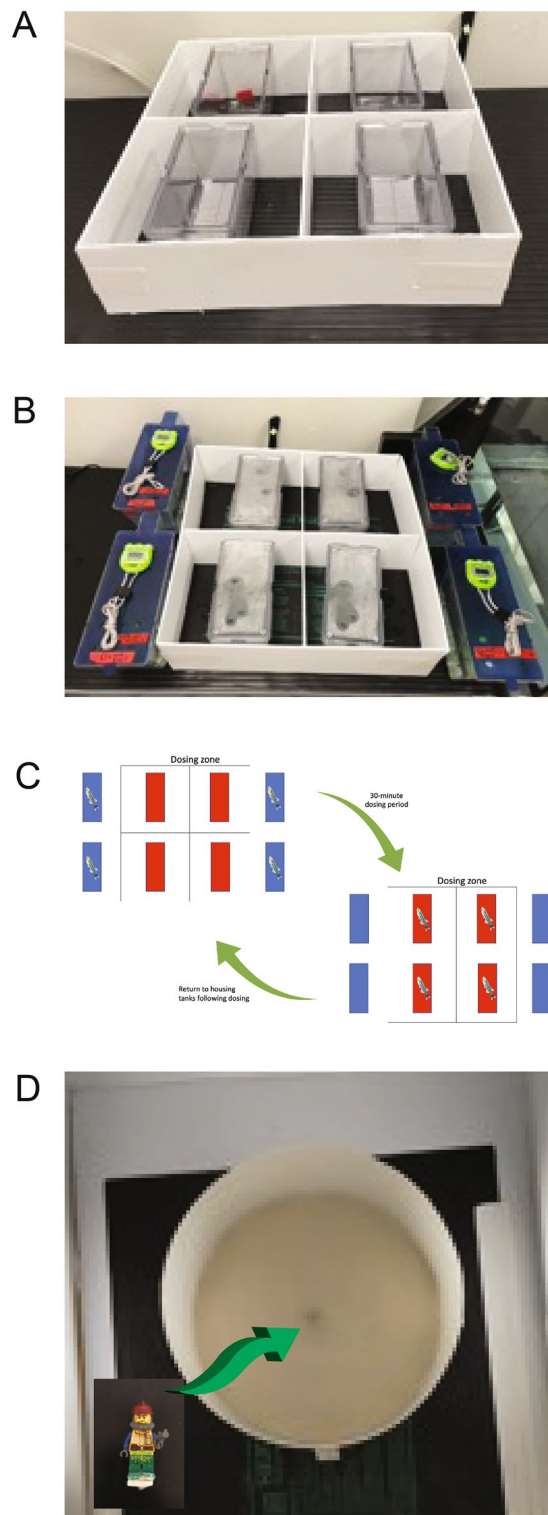 A
B
C
Dosing zone
30-minute
dosing period
Dosing zone
Return to housing
tanks following dosing
D